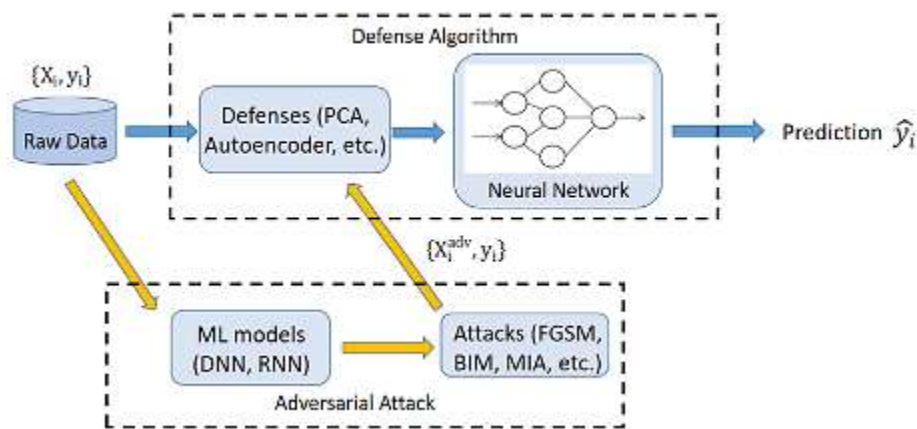 Defense Algorithm
{Xᵢ, yᵢ}
Raw Data
Defenses (PCA,
Autoencoder, etc.)
Neural Network
Prediction ŷᵢ
{Xᵢᵃᵈᵛ, yᵢ}
ML models
(DNN, RNN)
Attacks (FGSM,
BIM, MIA, etc.)
Adversarial Attack